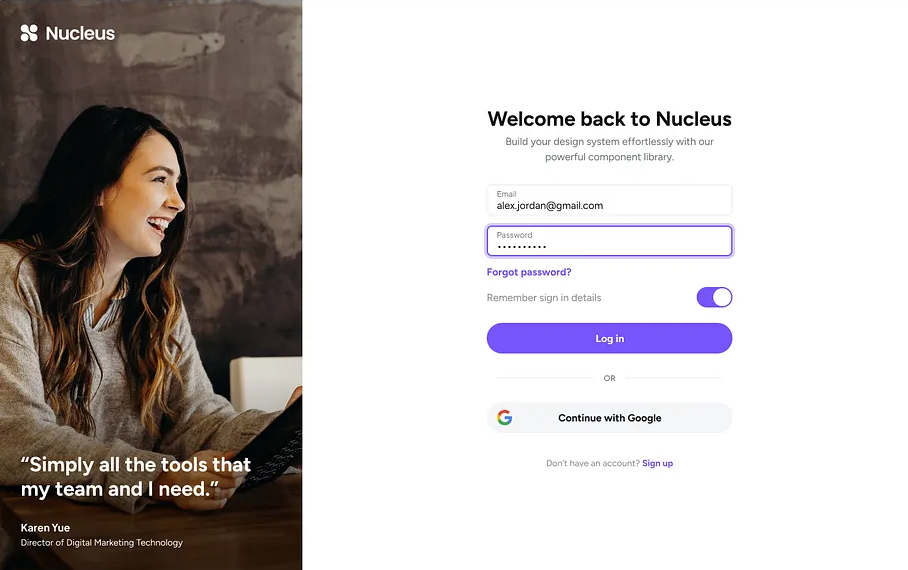 Nucleus
“Simply all the tools that
my team and I need.”
Karen Yue
Director of Digital Marketing Technology
Welcome back to Nucleus
Build your design system effortlessly with our
powerful component library.
Email
alex.jordan@gmail.com
Password
••••••••••
Forgot password?
Remember sign in details
Log in
OR
Continue with Google
Don't have an account? Sign up